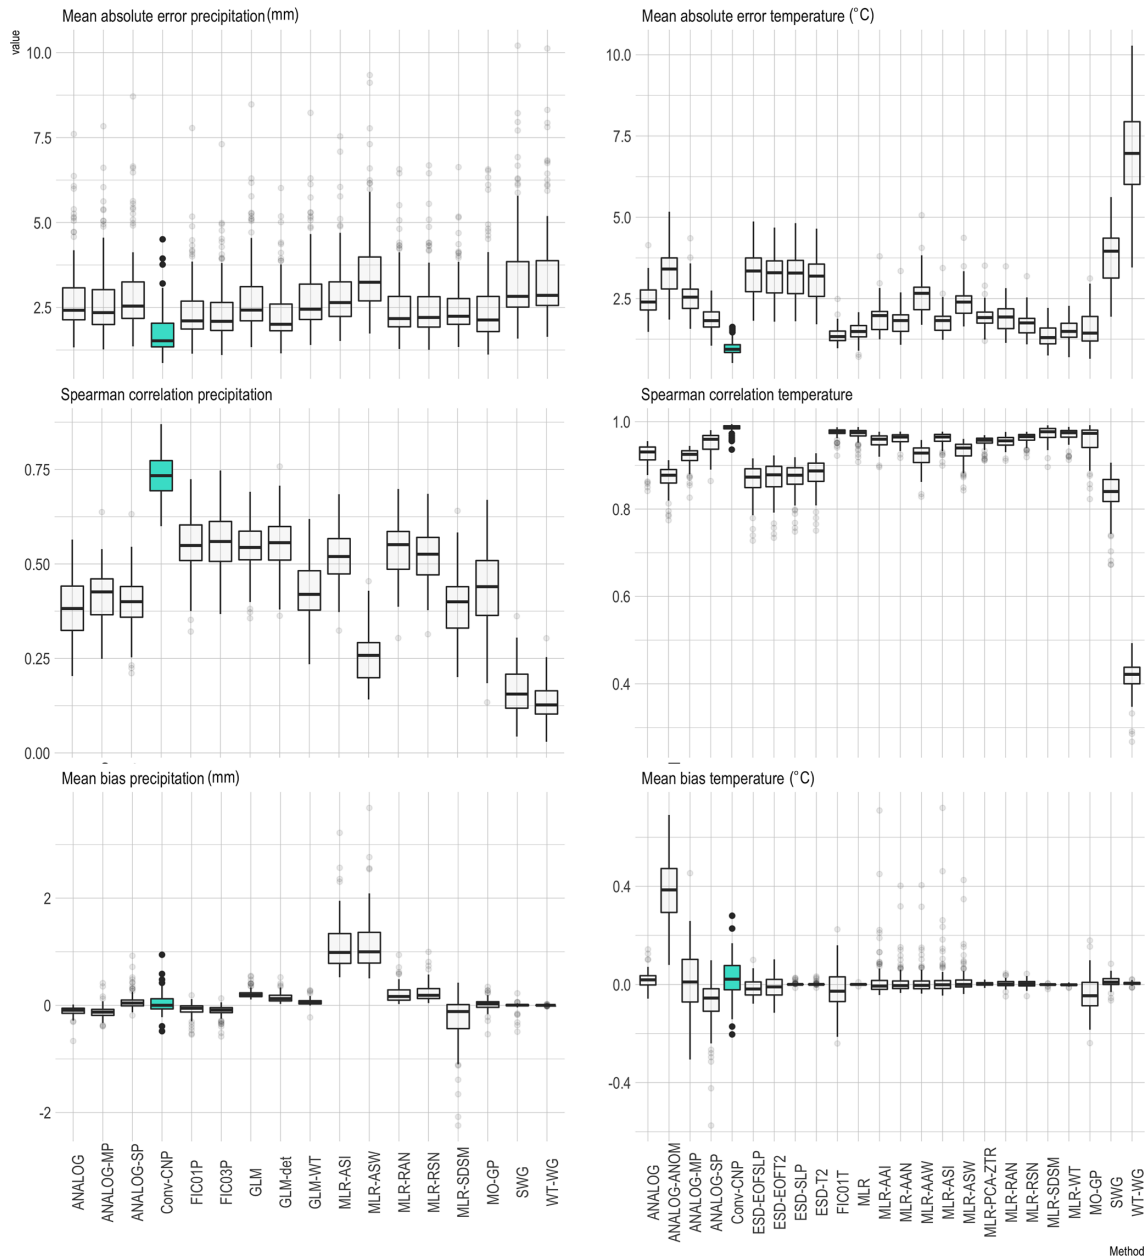 Mean absolute error precipitation (mm)
Mean absolute error temperature (°C)
value
10.0
7.5
5.0
2.5
10.0
7.5
5.0
2.5
Spearman correlation precipitation
Spearman correlation temperature
0.75
0.50
0.25
0.00
1.0
0.8
0.6
0.4
Mean bias precipitation (mm)
Mean bias temperature (°C)
2
0
-2
0.4
0.0
-0.4
ANALOG
ANALOG-MP
ANALOG-SP
Conv-CNP
FIC01P
FIC03P
GLM
GLM-det
GLM-WT
MLR-ASI
MLR-ASW
MLR-RAN
MLR-RSN
MLR-SDSM
MO-GP
SWG
WT-WG
ANALOG
ANALOG-ANOM
ANALOG-MP
ANALOG-SP
Conv-CNP
ESD-EOFSLP
ESD-EOFT2
ESD-SLP
ESD-T2
FIC01T
MLR
MLR-AAI
MLR-AAN
MLR-AAW
MLR-ASI
MLR-ASW
MLR-PCA-ZTR
MLR-RAN
MLR-RSN
MLR-SDSM
MLR-WT
MO-GP
SWG
WT-WG
Method